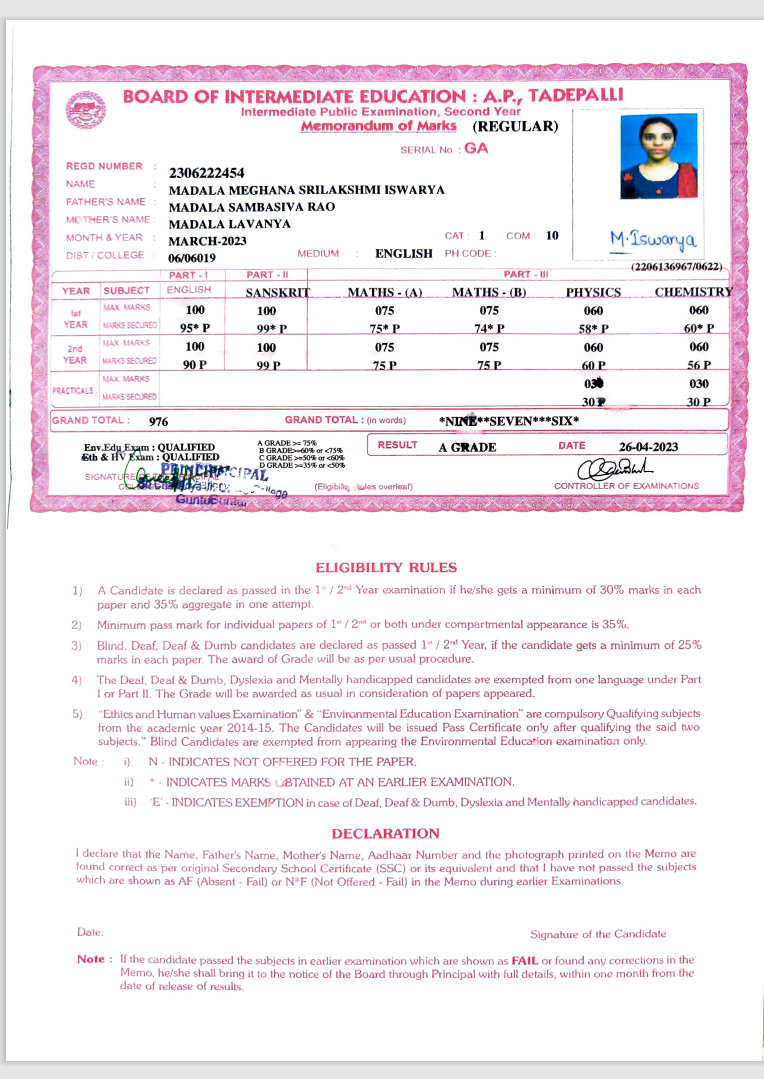 BOARD OF INTERMEDIATE EDUCATION : A.P., TADEPALLI
Intermediate Public Examination, Second Year
Memorandum of Marks (REGULAR)
SERIAL No. : GA
REGD NUMBER : 2306222454
NAME : MADALA MEGHANA SRILAKSHMI ISWARYA
FATHER'S NAME : MADALA SAMBASIVA RAO
MOTHER'S NAME : MADALA LAVANYA
MONTH & YEAR : MARCH-2023 CAT : 1 COM : 10
DIST / COLLEGE : 06/06019 MEDIUM : ENGLISH PH CODE :
M. Iswarya
(2206136967/0622)
PART - I PART - II PART - III
YEAR SUBJECT ENGLISH SANSKRIT MATHS - (A) MATHS - (B) PHYSICS CHEMISTRY
1st YEAR MAX. MARKS 100 100 075 075 060 060
MARKS SECURED 95* P 99* P 75* P 74* P 58* P 60* P
2nd YEAR MAX. MARKS 100 100 075 075 060 060
MARKS SECURED 90 P 99 P 75 P 75 P 60 P 56 P
PRACTICALS : MAX. MARKS 030 030
MARKS SECURED 30 P 30 P
GRAND TOTAL : 976 GRAND TOTAL : (in words) *NINE**SEVEN***SIX*
Env.Edu Exam : QUALIFIED
Eth & HV Exam : QUALIFIED
A GRADE >= 75%
B GRADE>=60% or <75%
C GRADE >=50% or <60%
D GRADE >=35% or <50%
RESULT A GRADE DATE 26-04-2023
PRINCIPAL
SIGNATURE OF THE PRINCIPAL
(Eligibility rules overleaf) CONTROLLER OF EXAMINATIONS
ELIGIBILITY RULES
1) A Candidate is declared as passed in the 1st / 2nd Year examination if he/she gets a minimum of 30% marks in each
paper and 35% aggregate in one attempt.
2) Minimum pass mark for individual papers of 1st / 2nd or both under compartmental appearance is 35%.
3) Blind, Deaf, Deaf & Dumb candidates are declared as passed 1st / 2nd Year, if the candidate gets a minimum of 25%
marks in each paper. The award of Grade will be as per usual procedure.
4) The Deaf, Deaf & Dumb, Dyslexia and Mentally handicapped candidates are exempted from one language under Part
I or Part II. The Grade will be awarded as usual in consideration of papers appeared.
5) "Ethics and Human values Examination" & "Environmental Education Examination" are compulsory Qualifying subjects
from the academic year 2014-15. The Candidates will be issued Pass Certificate only after qualifying the said two
subjects." Blind Candidates are exempted from appearing the Environmental Education examination only.
Note : i) N - INDICATES NOT OFFERED FOR THE PAPER.
ii) * - INDICATES MARKS OBTAINED AT AN EARLIER EXAMINATION.
iii) 'E' - INDICATES EXEMPTION in case of Deaf, Deaf & Dumb, Dyslexia and Mentally handicapped candidates.
DECLARATION
I declare that the Name, Father's Name, Mother's Name, Aadhaar Number and the photograph printed on the Memo are
found correct as per original Secondary School Certificate (SSC) or its equivalent and that I have not passed the subjects
which are shown as AF (Absent - Fail) or N*F (Not Offered - Fail) in the Memo during earlier Examinations.
Date: Signature of the Candidate
Note : If the candidate passed the subjects in earlier examination which are shown as FAIL or found any corrections in the
Memo, he/she shall bring it to the notice of the Board through Principal with full details, within one month from the
date of release of results.